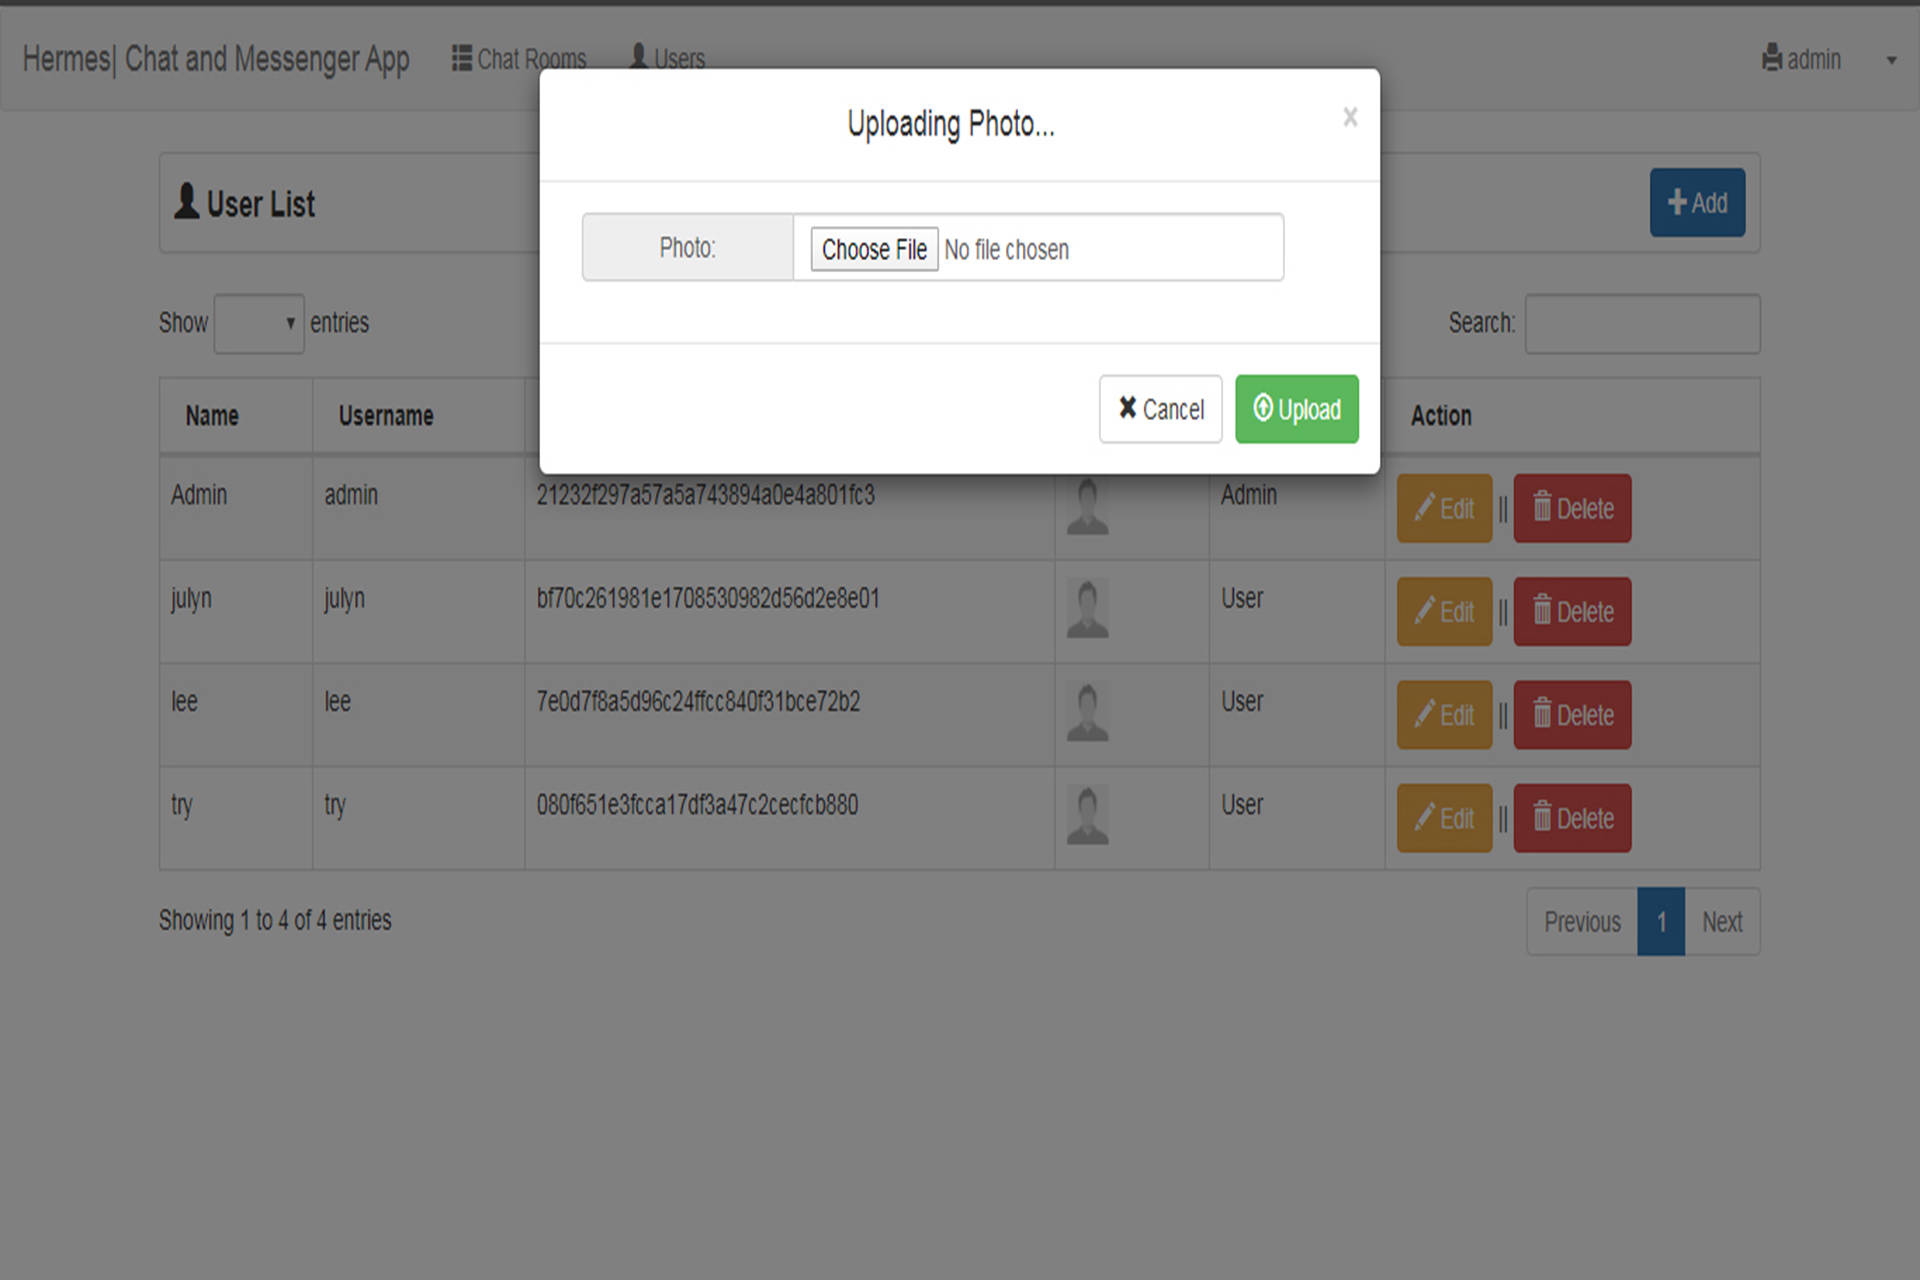 Hermes| Chat and Messenger App Chat Rooms Users admin
Uploading Photo... ×
User List Add
Photo: Choose File No file chosen
Show entries Search:
Cancel Upload
Name Username Action
Admin admin 21232f297a57a5a743894a0e4a801fc3 Admin Edit || Delete
julyn julyn bf70c261981e1708530982d56d2e8e01 User Edit || Delete
lee lee 7e0d7f8a5d96c24ffcc840f31bce72b2 User Edit || Delete
try try 080f651e3fcca17df3a47c2cecfcb880 User Edit || Delete
Showing 1 to 4 of 4 entries Previous 1 Next